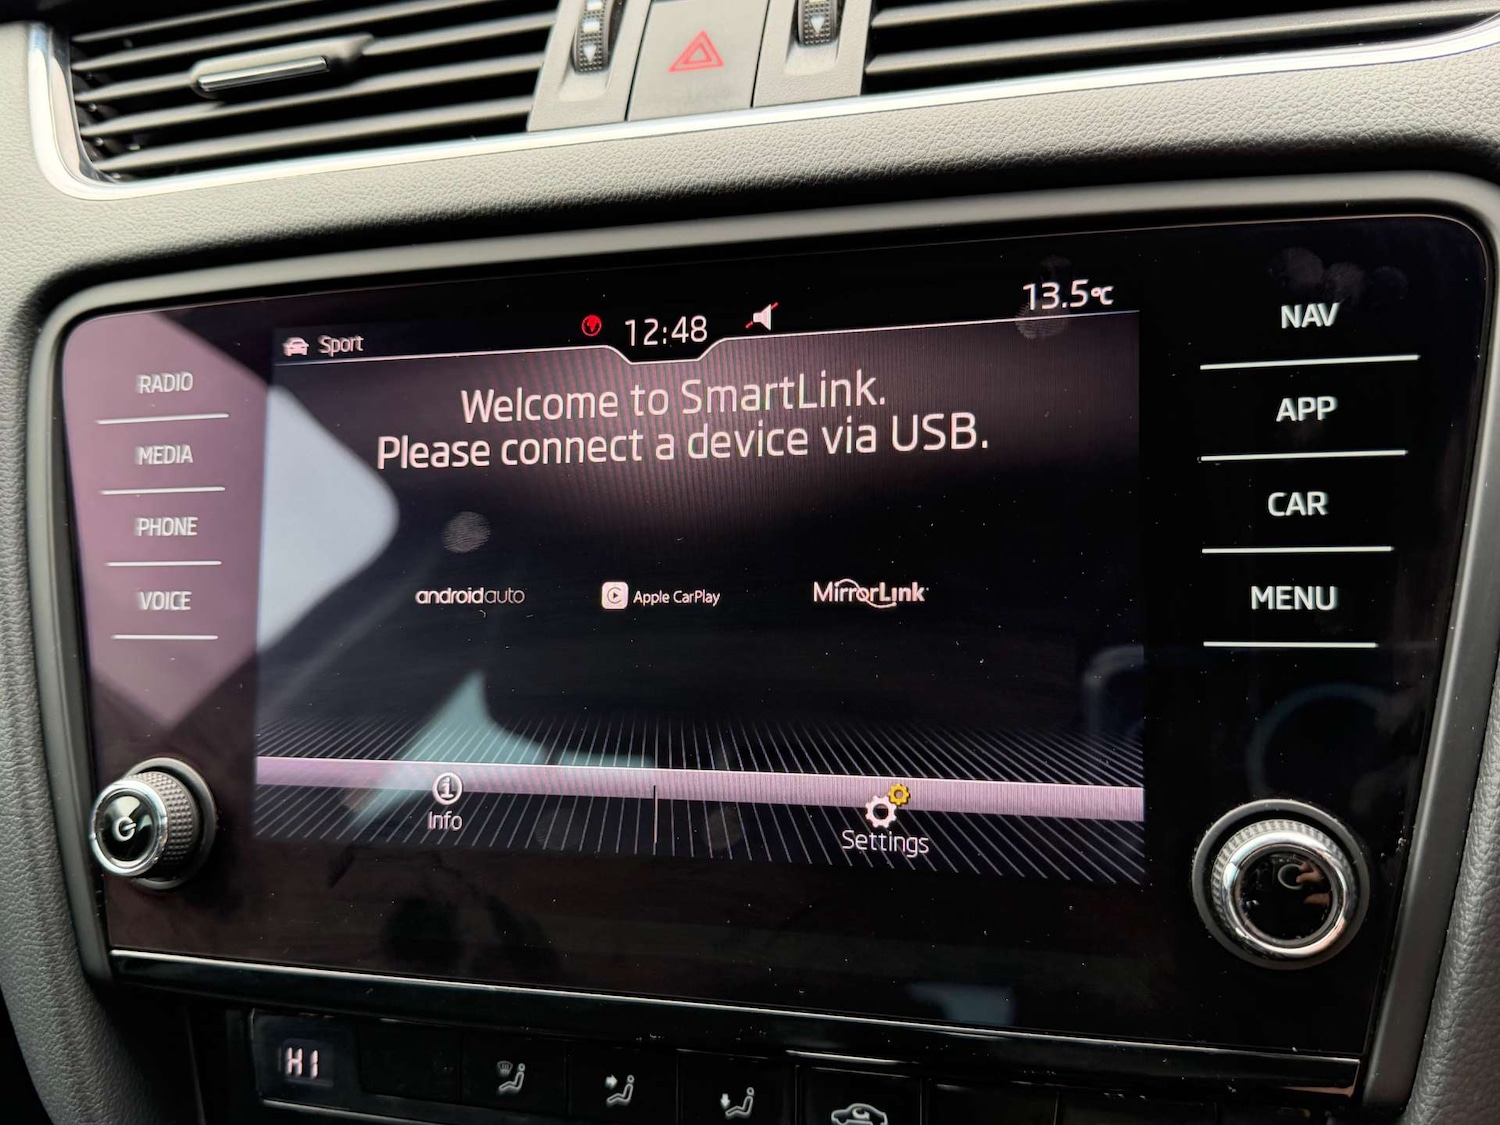 Sport
12:48
13.5°C
Welcome to SmartLink.
Please connect a device via USB.
androidauto
Apple CarPlay
MirrorLink
Info
Settings
RADIO
MEDIA
PHONE
VOICE
NAV
APP
CAR
MENU
HI